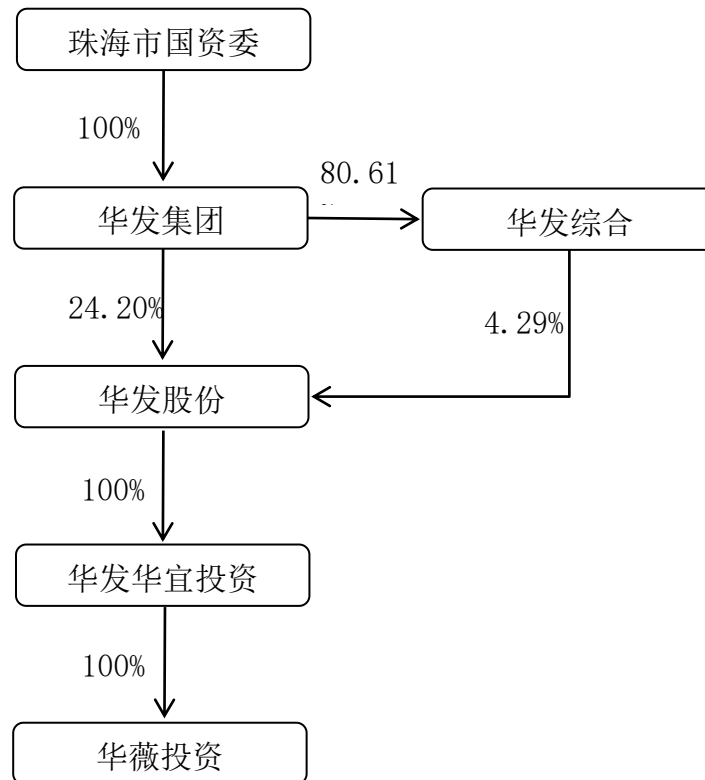 珠海市国资委
100%
80.61
华发集团
华发综合
24.20%
4.29%
华发股份
100%
华发华宜投资
100%
华薇投资